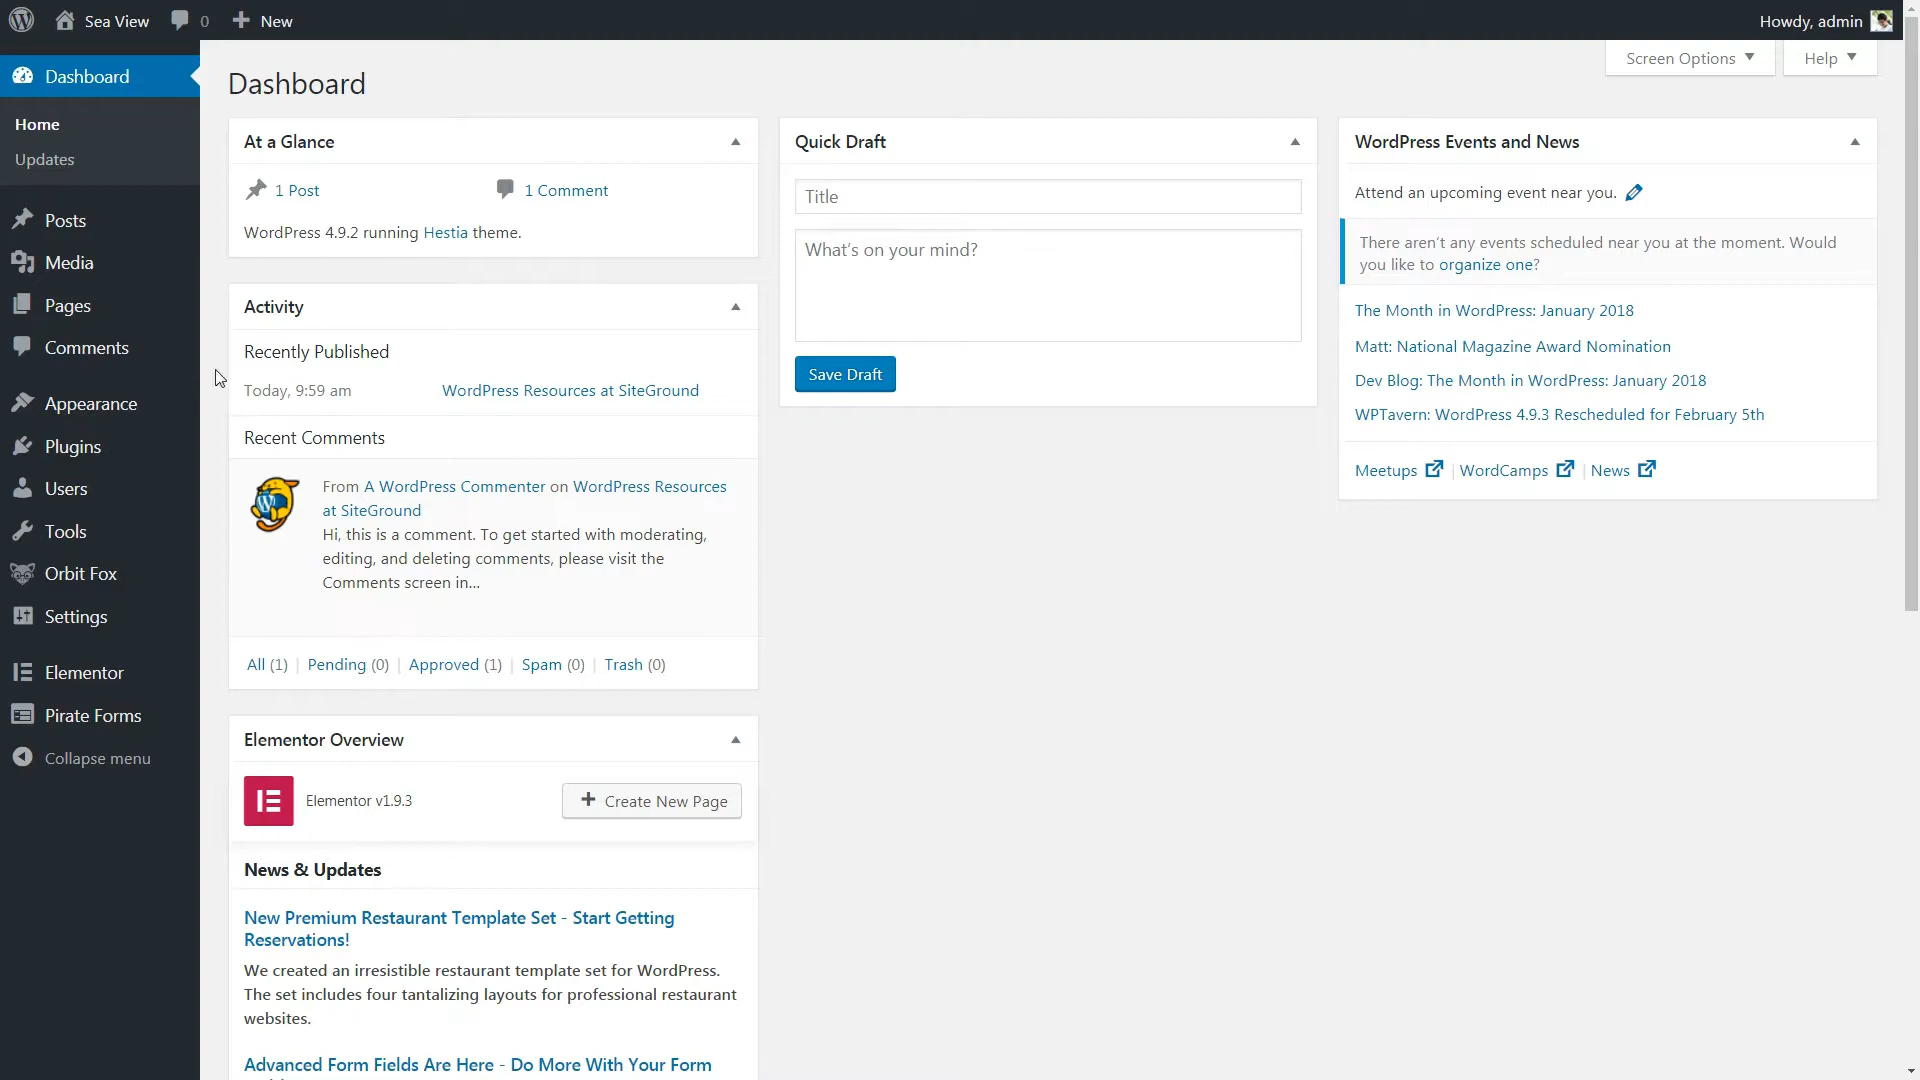 Sea View
0
New
Howdy, admin
Dashboard
Home
Updates
Posts
Media
Pages
Comments
Appearance
Plugins
Users
Tools
Orbit Fox
Settings
Elementor
Pirate Forms
Collapse menu
Screen Options
Help
Dashboard
At a Glance
1 Post
1 Comment
WordPress 4.9.2 running Hestia theme.
Activity
Recently Published
Today, 9:59 am
WordPress Resources at SiteGround
Recent Comments
From A WordPress Commenter on WordPress Resources
at SiteGround
Hi, this is a comment. To get started with moderating,
editing, and deleting comments, please visit the
Comments screen in…
All (1) | Pending (0) | Approved (1) | Spam (0) | Trash (0)
Elementor Overview
Elementor v1.9.3
Create New Page
News & Updates
New Premium Restaurant Template Set - Start Getting
Reservations!
We created an irresistible restaurant template set for WordPress.
The set includes four tantalizing layouts for professional restaurant
websites.
Advanced Form Fields Are Here - Do More With Your Form
Quick Draft
Title
What's on your mind?
Save Draft
WordPress Events and News
Attend an upcoming event near you.
There aren't any events scheduled near you at the moment. Would
you like to organize one?
The Month in WordPress: January 2018
Matt: National Magazine Award Nomination
Dev Blog: The Month in WordPress: January 2018
WPTavern: WordPress 4.9.3 Rescheduled for February 5th
Meetups | WordCamps | News